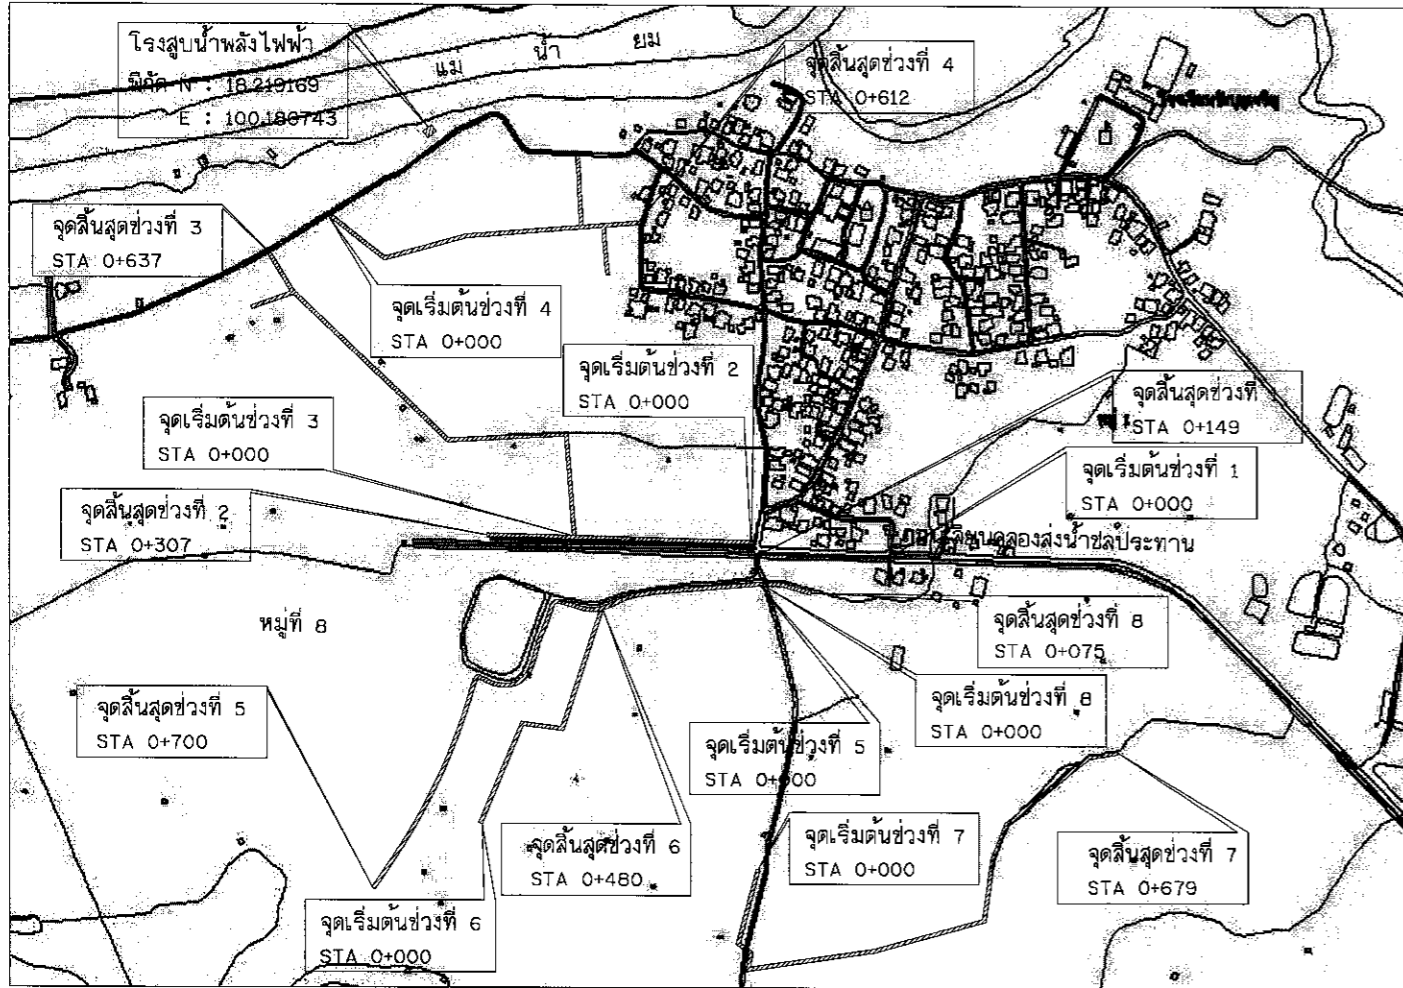 โรงสูบน้ำพลังไฟฟ้า
พิกัด N : 18.219169
E : 100.180743
แม่ น้ำ ยม
จุดสิ้นสุดช่วงที่ 4
STA 0+612
จุดสิ้นสุดช่วงที่ 3
STA 0+637
จุดเริ่มต้นช่วงที่ 4
STA 0+000
จุดเริ่มต้นช่วงที่ 2
STA 0+000
จุดสิ้นสุดช่วงที่
STA 0+149
จุดเริ่มต้นช่วงที่ 3
STA 0+000
จุดเริ่มต้นช่วงที่ 1
STA 0+000
จุดสิ้นสุดช่วงที่ 2
STA 0+307
คลองส่งน้ำชลประทาน
หมู่ที่ 8
จุดสิ้นสุดช่วงที่ 8
STA 0+075
จุดสิ้นสุดช่วงที่ 5
STA 0+700
จุดเริ่มต้นช่วงที่ 8
STA 0+000
จุดเริ่มต้นช่วงที่ 5
STA 0+000
จุดสิ้นสุดช่วงที่ 6
STA 0+480
จุดเริ่มต้นช่วงที่ 7
STA 0+000
จุดสิ้นสุดช่วงที่ 7
STA 0+679
จุดเริ่มต้นช่วงที่ 6
STA 0+000